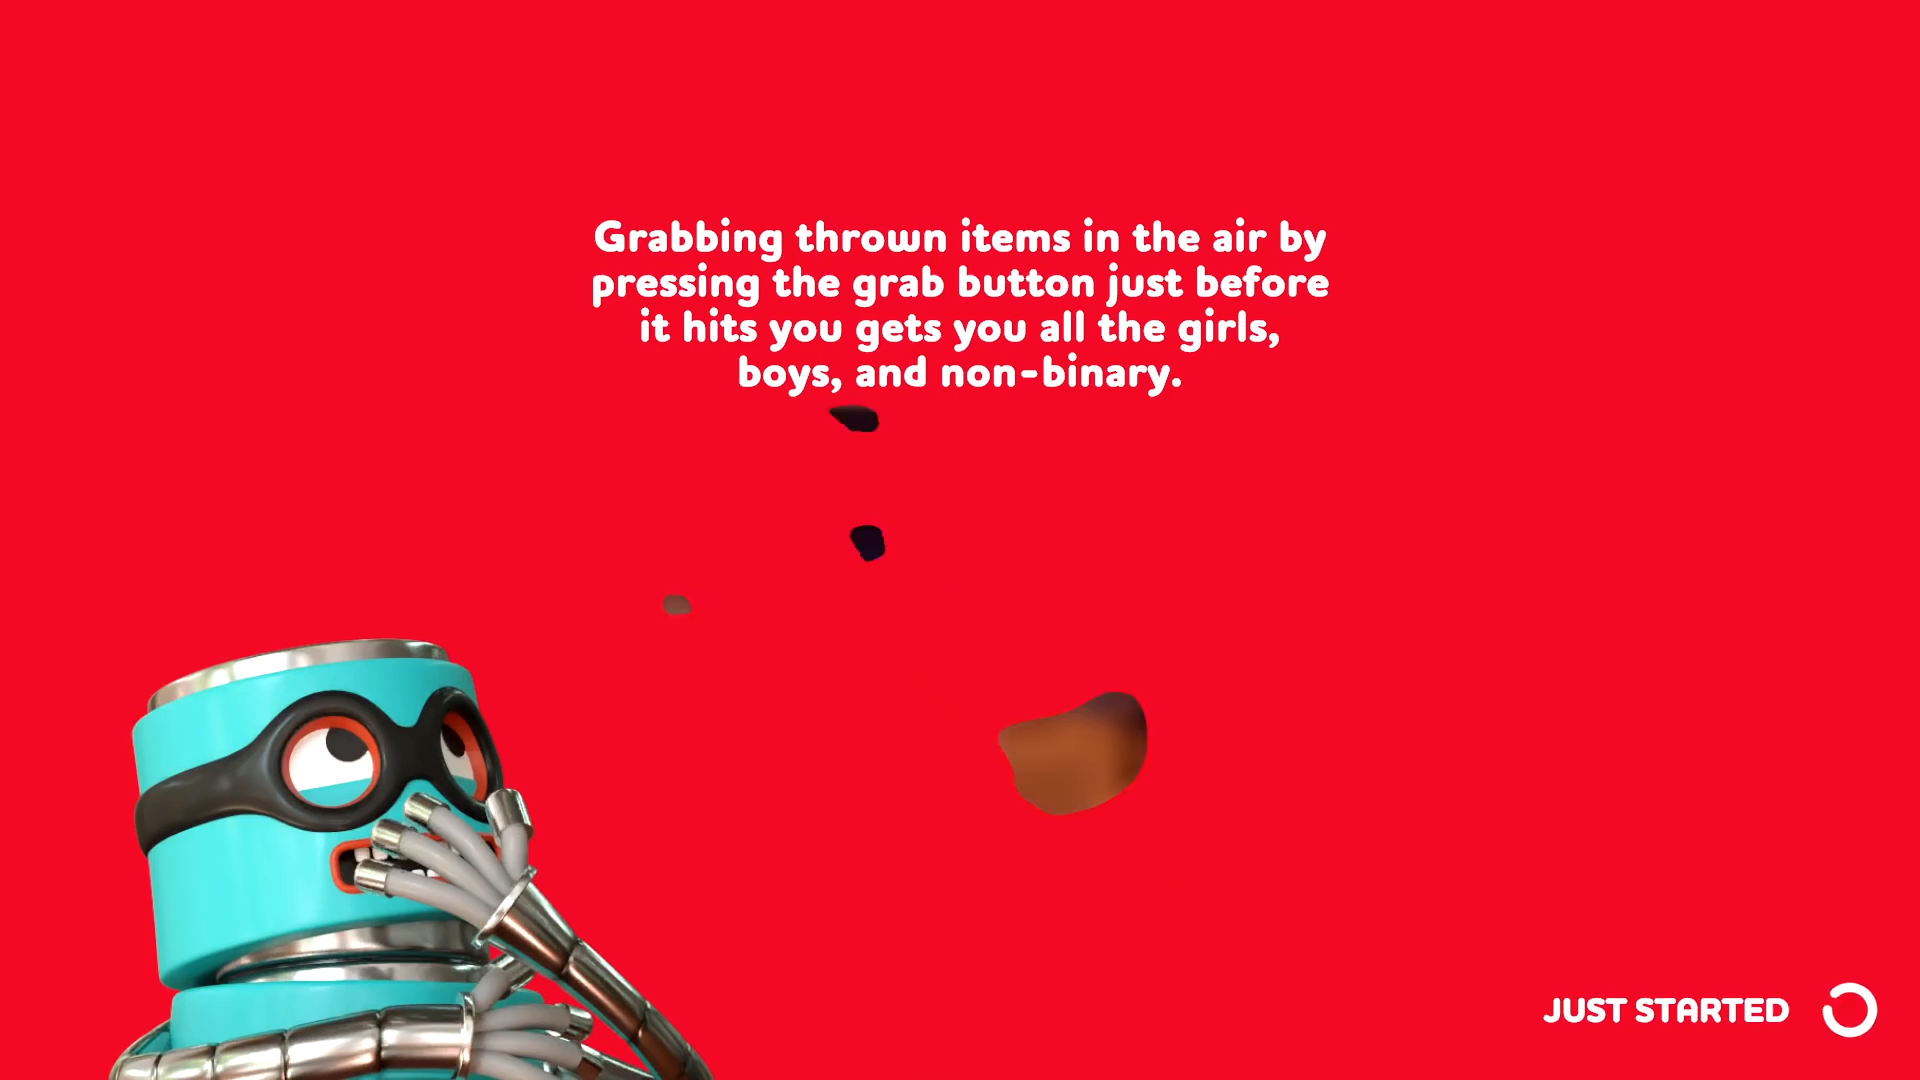 Grabbing thrown items in the air by
pressing the grab button just before
it hits you gets you all the girls,
boys, and non-binary.
JUST STARTED